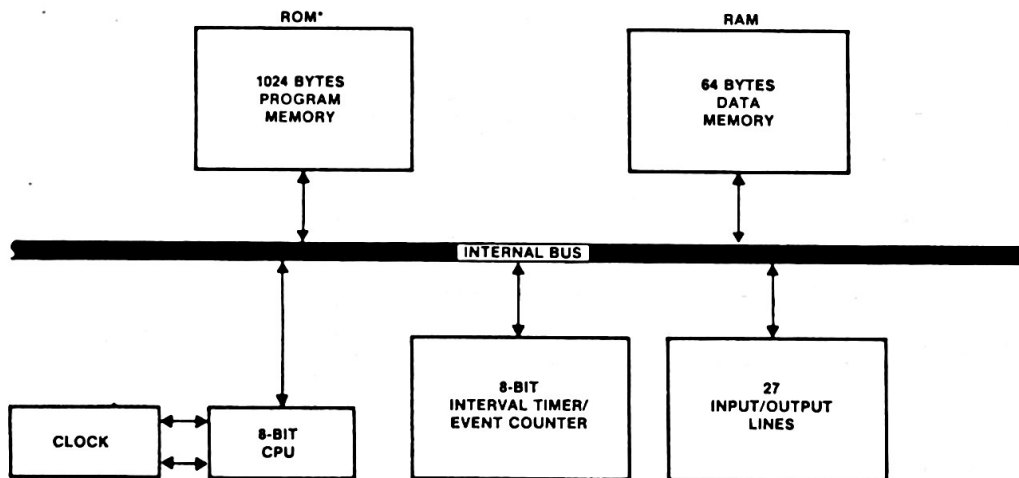 ROM*
RAM
1024 BYTES
PROGRAM
MEMORY
64 BYTES
DATA
MEMORY
INTERNAL BUS
8-BIT
INTERVAL TIMER/
EVENT COUNTER
27
INPUT/OUTPUT
LINES
CLOCK
8-BIT
CPU